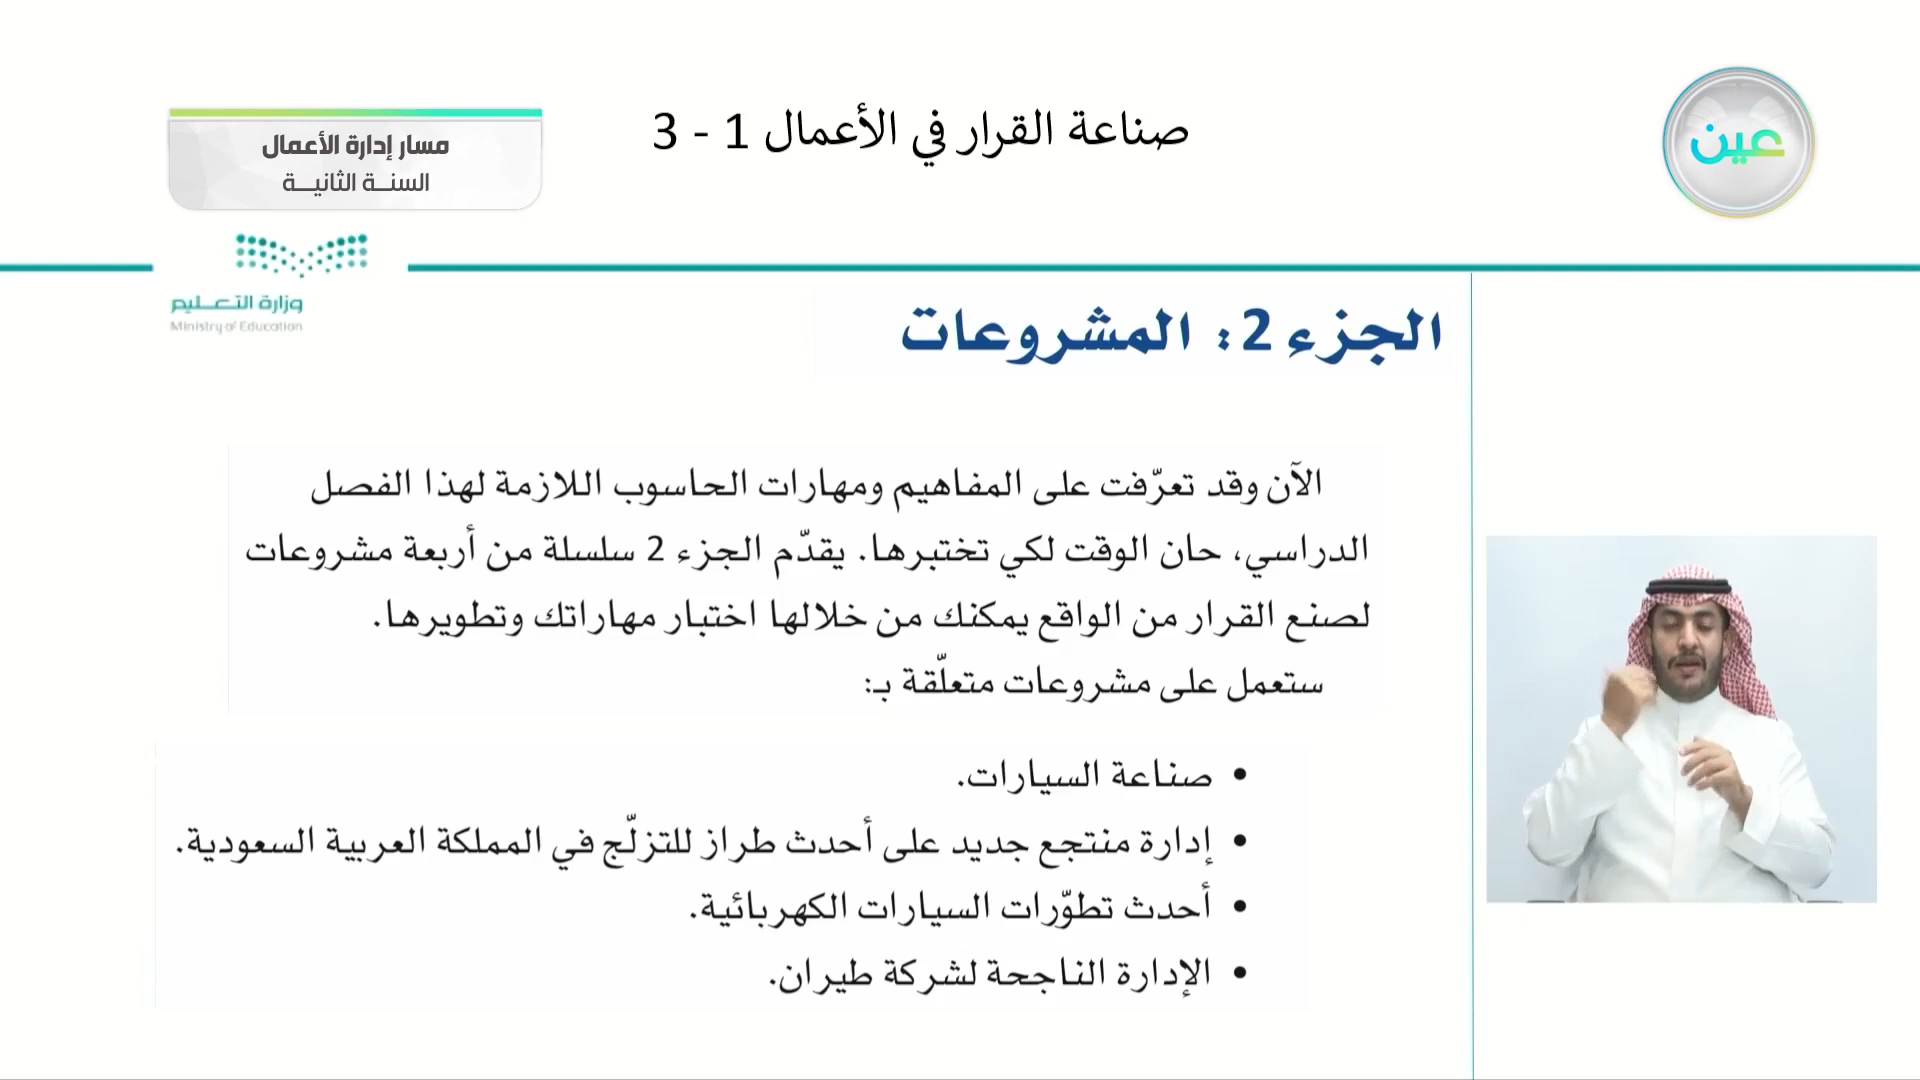 صناعة القرار في الأعمال 1 - 3
عين
مسار إدارة الأعمال
السنة الثانية
وزارة التعليم
Ministry of Education
الجزء 2: المشروعات
الآن وقد تعرّفت على المفاهيم ومهارات الحاسوب اللازمة لهذا الفصل
الدراسي، حان الوقت لكي تختبرها. يقدّم الجزء 2 سلسلة من أربعة مشروعات
لصنع القرار من الواقع يمكنك من خلالها اختبار مهاراتك وتطويرها.
ستعمل على مشروعات متعلّقة بـ:
• صناعة السيارات.
• إدارة منتجع جديد على أحدث طراز للتزلّج في المملكة العربية السعودية.
• أحدث تطوّرات السيارات الكهربائية.
• الإدارة الناجحة لشركة طيران.